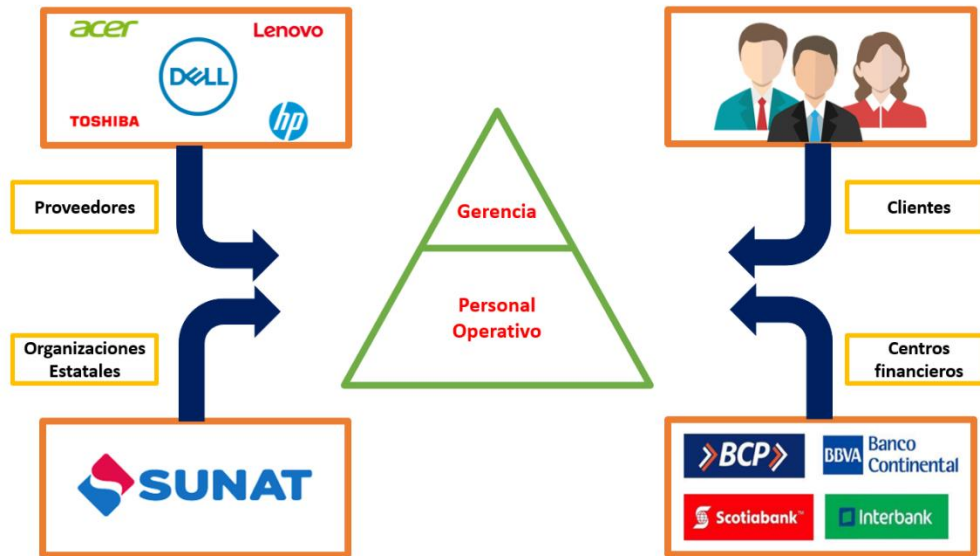 acer
Lenovo
DELL
TOSHIBA
hp
Proveedores
Clientes
Gerencia
Personal
Operativo
Organizaciones
Estatales
Centros
financieros
SUNAT
BCP
BBVA
Banco
Continental
Scotiabank™
Interbank